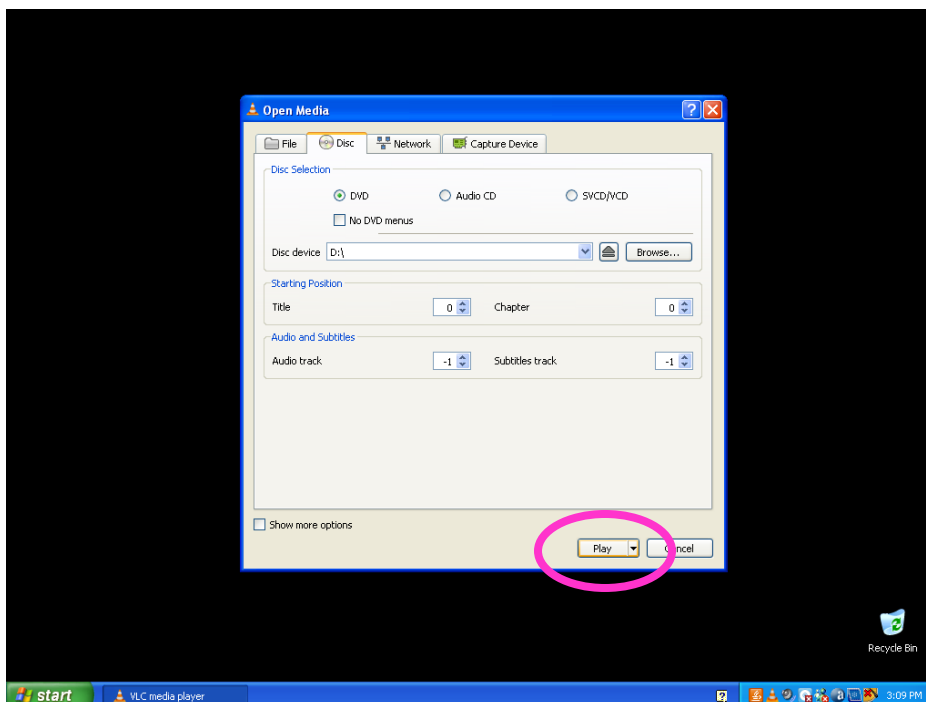 Open Media
File Disc Network Capture Device
Disc Selection
DVD Audio CD SVCD/VCD
No DVD menus
Disc device D:\ Browse...
Starting Position
Title 0 Chapter 0
Audio and Subtitles
Audio track -1 Subtitles track -1
Show more options
Play Cancel
Recycle Bin
start VLC media player 3:09 PM